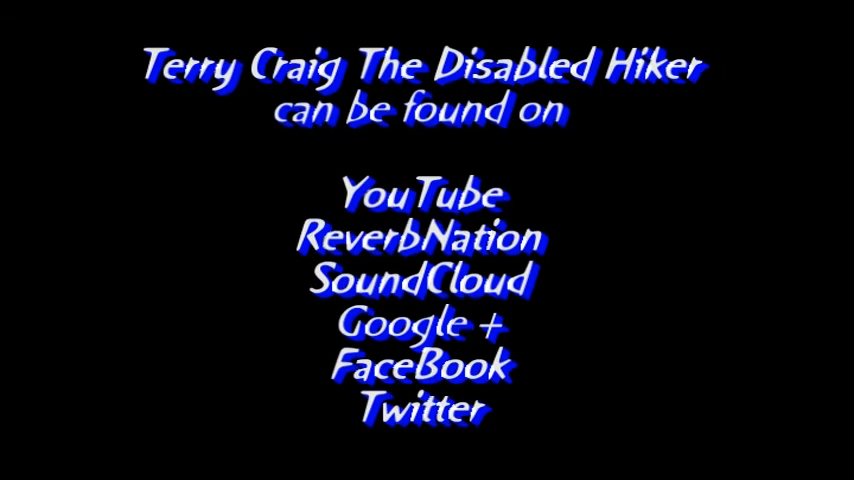 Terry Craig The Disabled Hiker
can be found on
YouTube
ReverbNation
SoundCloud
Google +
FaceBook
Twitter